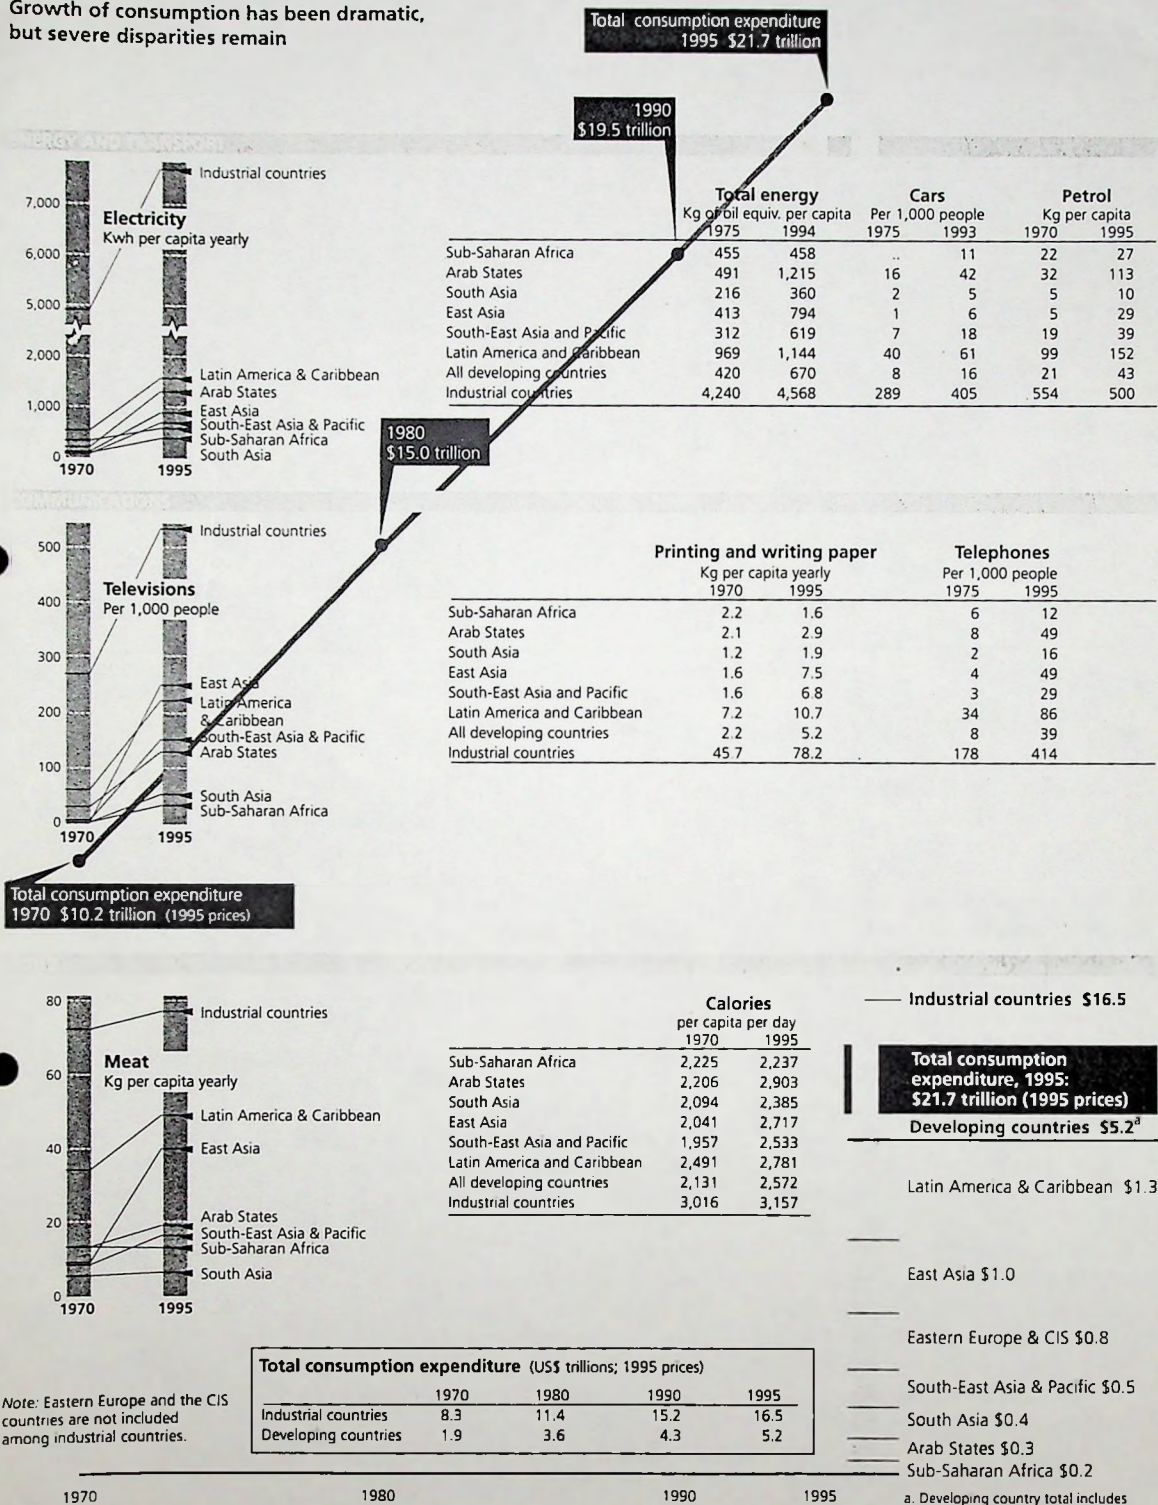 Growth of consumption has been dramatic,
but severe disparities remain
Total consumption expenditure
1995 $21.7 trillion
1990
$19.5 trillion
ENERGY AND TRANSPORT
Industrial countries
7,000
Electricity
Kwh per capita yearly
6,000
5,000
2,000
Latin America & Caribbean
Arab States
1,000
East Asia
South-East Asia & Pacific
Sub-Saharan Africa
0
South Asia
1970 1995
Total energy Cars Petrol
Kg of oil equiv. per capita Per 1,000 people Kg per capita
1975 1994 1975 1993 1970 1995
Sub-Saharan Africa 455 458 .. 11 22 27
Arab States 491 1,215 16 42 32 113
South Asia 216 360 2 5 5 10
East Asia 413 794 1 6 5 29
South-East Asia and Pacific 312 619 7 18 19 39
Latin America and Caribbean 969 1,144 40 61 99 152
All developing countries 420 670 8 16 21 43
Industrial countries 4,240 4,568 289 405 554 500
1980
$15.0 trillion
Industrial countries
500
Televisions
Per 1,000 people
400
300
East Asia
Latin America
& Caribbean
200
South-East Asia & Pacific
Arab States
100
South Asia
Sub-Saharan Africa
0
1970 1995
Printing and writing paper Telephones
Kg per capita yearly Per 1,000 people
1970 1995 1975 1995
Sub-Saharan Africa 2.2 1.6 6 12
Arab States 2.1 2.9 8 49
South Asia 1.2 1.9 2 16
East Asia 1.6 7.5 4 49
South-East Asia and Pacific 1.6 6.8 3 29
Latin America and Caribbean 7.2 10.7 34 86
All developing countries 2.2 5.2 8 39
Industrial countries 45.7 78.2 178 414
Total consumption expenditure
1970 $10.2 trillion (1995 prices)
80
Industrial countries
Meat
Kg per capita yearly
60
Latin America & Caribbean
40
East Asia
20
Arab States
South-East Asia & Pacific
Sub-Saharan Africa
South Asia
0
1970 1995
Calories
per capita per day
1970 1995
Sub-Saharan Africa 2,225 2,237
Arab States 2,206 2,903
South Asia 2,094 2,385
East Asia 2,041 2,717
South-East Asia and Pacific 1,957 2,533
Latin America and Caribbean 2,491 2,781
All developing countries 2,131 2,572
Industrial countries 3,016 3,157
Industrial countries $16.5
Total consumption
expenditure, 1995:
$21.7 trillion (1995 prices)
Developing countries $5.2a
Latin America & Caribbean $1.3
East Asia $1.0
Eastern Europe & CIS $0.8
South-East Asia & Pacific $0.5
South Asia $0.4
Arab States $0.3
Sub-Saharan Africa $0.2
Note: Eastern Europe and the CIS
countries are not included
among industrial countries.
Total consumption expenditure (US$ trillions; 1995 prices)
1970 1980 1990 1995
Industrial countries 8.3 11.4 15.2 16.5
Developing countries 1.9 3.6 4.3 5.2
1970 1980 1990 1995
a. Developing country total includes